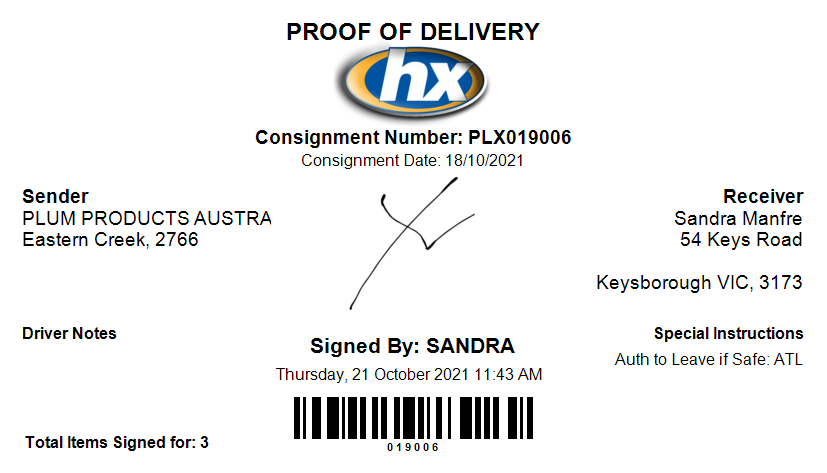 PROOF OF DELIVERY
hx
Consignment Number: PLX019006
Consignment Date: 18/10/2021
Sender
PLUM PRODUCTS AUSTRA
Eastern Creek, 2766
Receiver
Sandra Manfre
54 Keys Road
Keysborough VIC, 3173
Driver Notes
Signed By: SANDRA
Thursday, 21 October 2021 11:43 AM
Special Instructions
Auth to Leave if Safe: ATL
Total Items Signed for: 3
019006